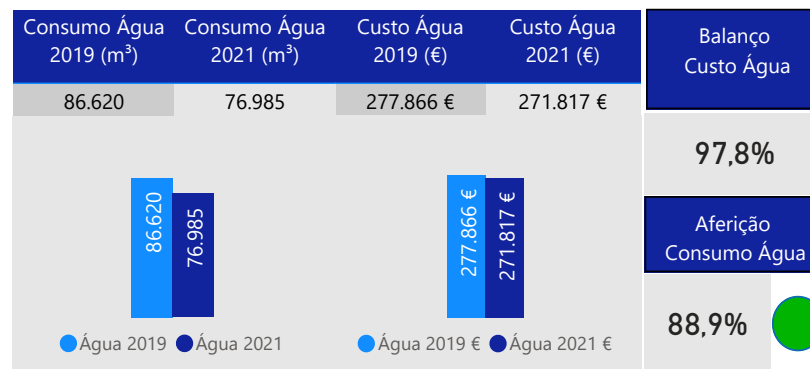 Consumo Água 2019 (m³)
Consumo Água 2021 (m³)
Custo Água 2019 (€)
Custo Água 2021 (€)
86.620
76.985
277.866 €
271.817 €
Balanço
Custo Água
97,8%
86.620
76.985
277.866 €
271.817 €
Água 2019
Água 2021
Água 2019 €
Água 2021 €
Aferição
Consumo Água
88,9%